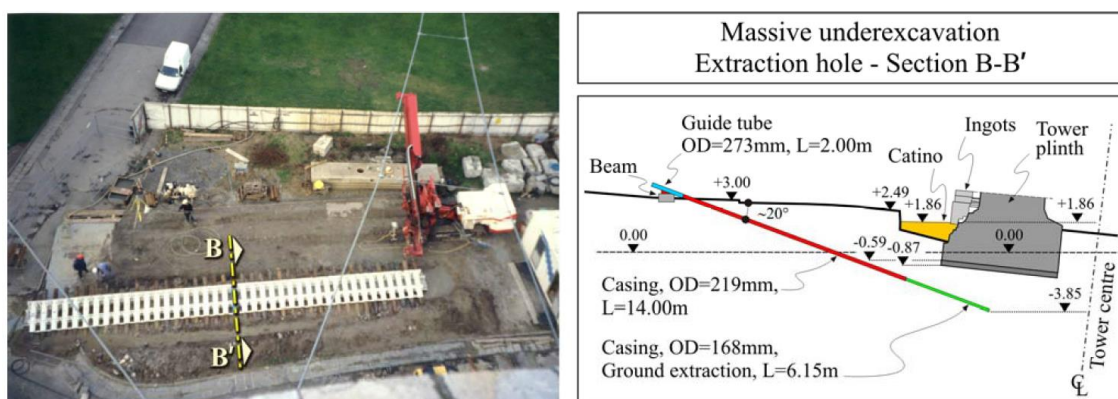 B
B'
Massive underexcavation
Extraction hole - Section B-B'
Guide tube
OD=273mm, L=2.00m
Beam
+3.00
~20°
Ingots
Tower
plinth
Catino
+2.49
+1.86
+1.86
0.00
0.00
-0.59
-0.87
Casing, OD=219mm,
L=14.00m
-3.85
Casing, OD=168mm,
Ground extraction, L=6.15m
Tower centre
CL